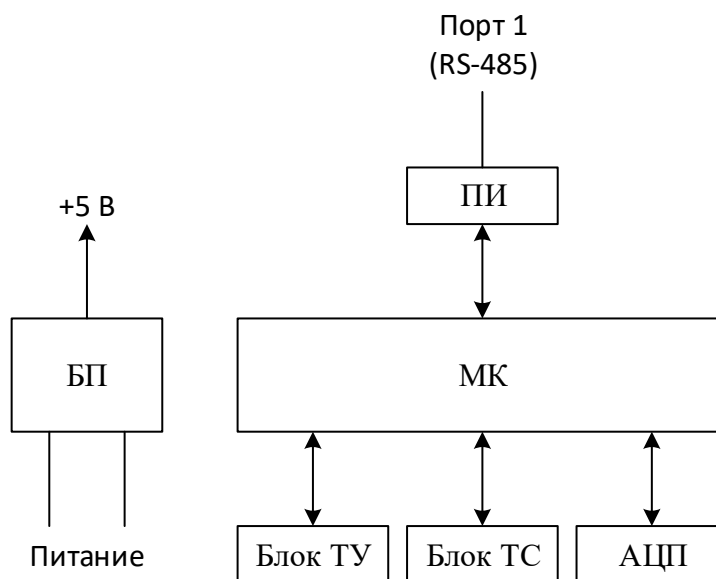 Порт 1
(RS-485)
ПИ
+5 В
БП
МК
Питание
Блок ТУ
Блок ТС
АЦП